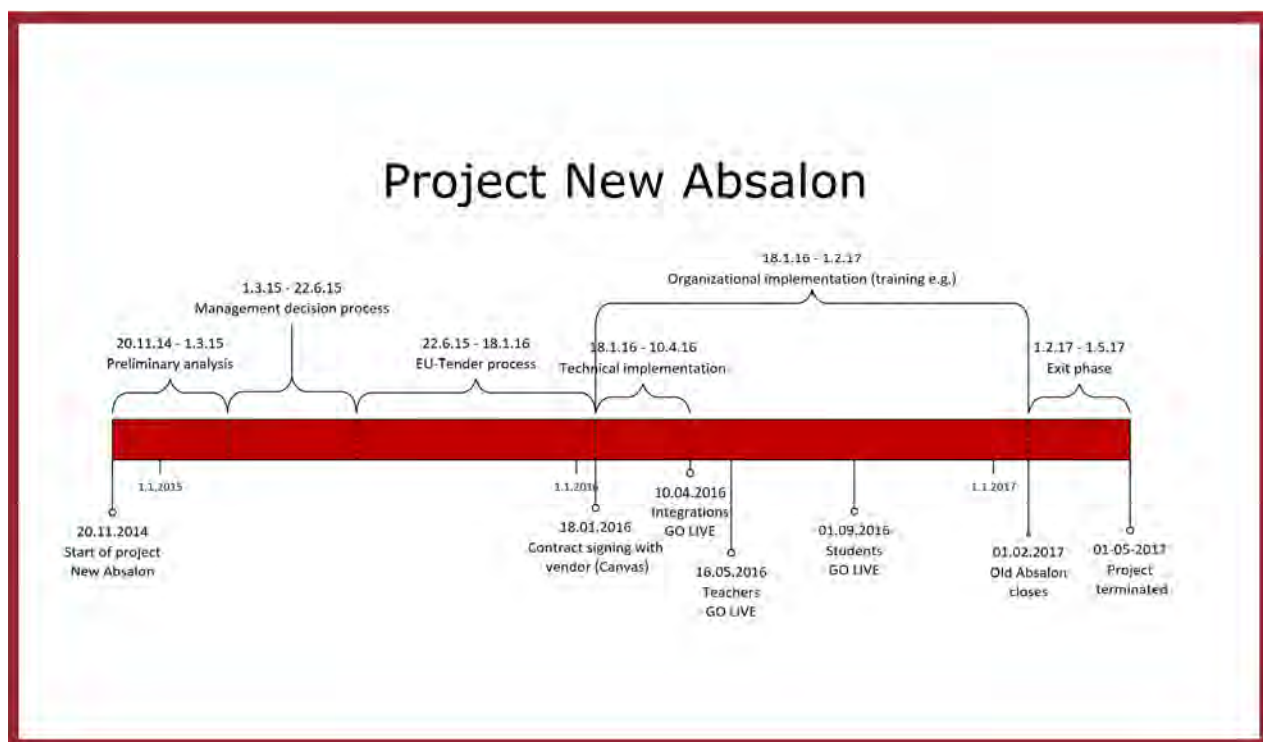 Project New Absalon
18.1.16 - 1.2.17
Organizational implementation (training e.g.)
1.3.15 - 22.6.15
Management decision process
20.11.14 - 1.3.15
Preliminary analysis
22.6.15 - 18.1.16
EU-Tender process
18.1.16 - 10.4.16
Technical implementation
1.2.17 - 1.5.17
Exit phase
1.1.2015
1.1.2016
1.1.2017
20.11.2014
Start of project
New Absalon
18.01.2016
Contract signing with
vendor (Canvas)
10.04.2016
Integrations
GO LIVE
16.05.2016
Teachers
GO LIVE
01.09.2016
Students
GO LIVE
01.02.2017
Old Absalon
closes
01-05-2017
Project
terminated